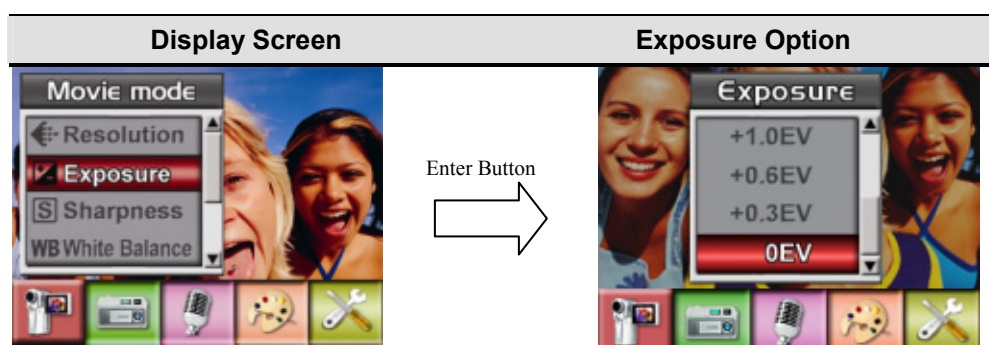 Display Screen
Exposure Option
Movie mode
Resolution
Exposure
S Sharpness
WB White Balance
Enter Button
Exposure
+1.0EV
+0.6EV
+0.3EV
0EV